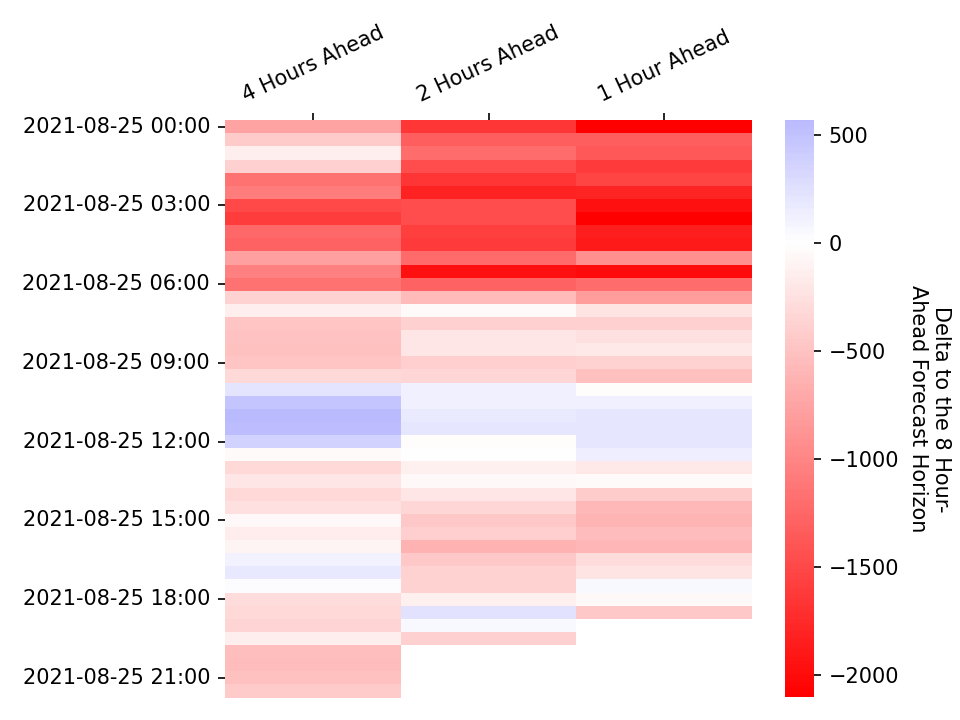 4 Hours Ahead
2 Hours Ahead
1 Hour Ahead
2021-08-25 00:00
2021-08-25 03:00
2021-08-25 06:00
2021-08-25 09:00
2021-08-25 12:00
2021-08-25 15:00
2021-08-25 18:00
2021-08-25 21:00
500
0
−500
−1000
−1500
−2000
Delta to the 8 Hour-
Ahead Forecast Horizon